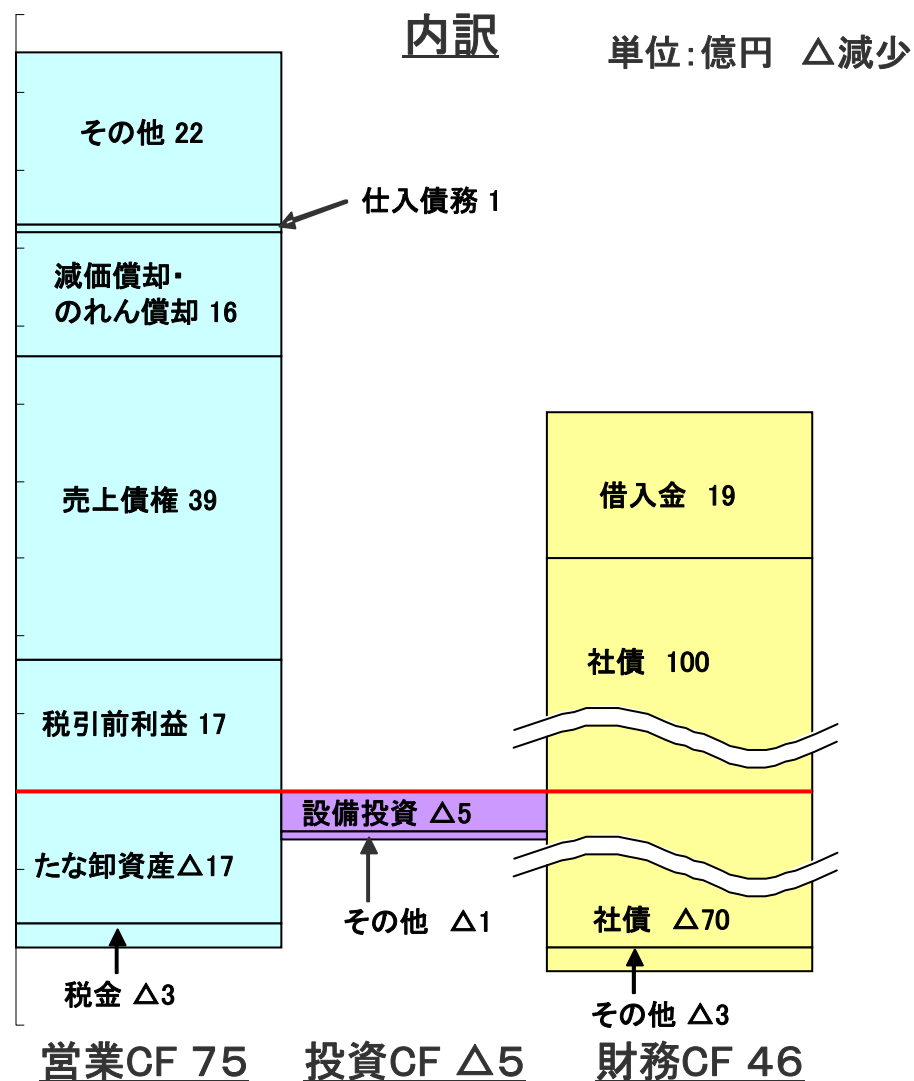 内訳
単位：億円　△減少
その他 22
仕入債務 1
減価償却・
のれん償却 16
売上債権 39
税引前利益 17
たな卸資産△17
税金 △3
設備投資 △5
その他 △1
借入金 19
社債 100
社債 △70
その他 △3
営業CF 75
投資CF △5
財務CF 46